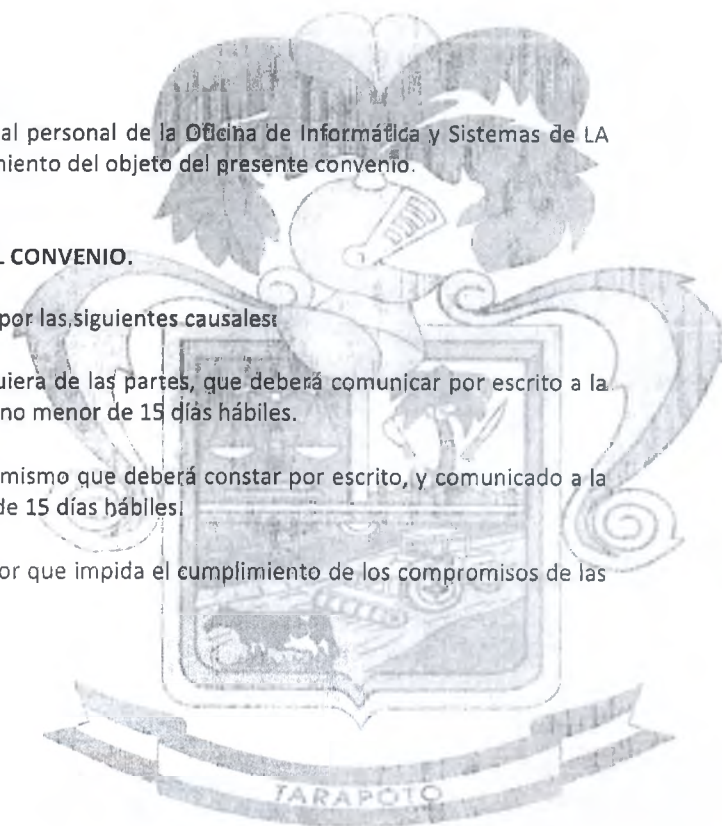 al personal de la Oficina de Informática y Sistemas de LA
miento del objeto del presente convenio.
L CONVENIO.
por las siguientes causales:
uiera de las partes, que deberá comunicar por escrito a la
no menor de 15 días hábiles.
mismo que deberá constar por escrito, y comunicado a la
de 15 días hábiles.
or que impida el cumplimiento de los compromisos de las
TARAPOTO